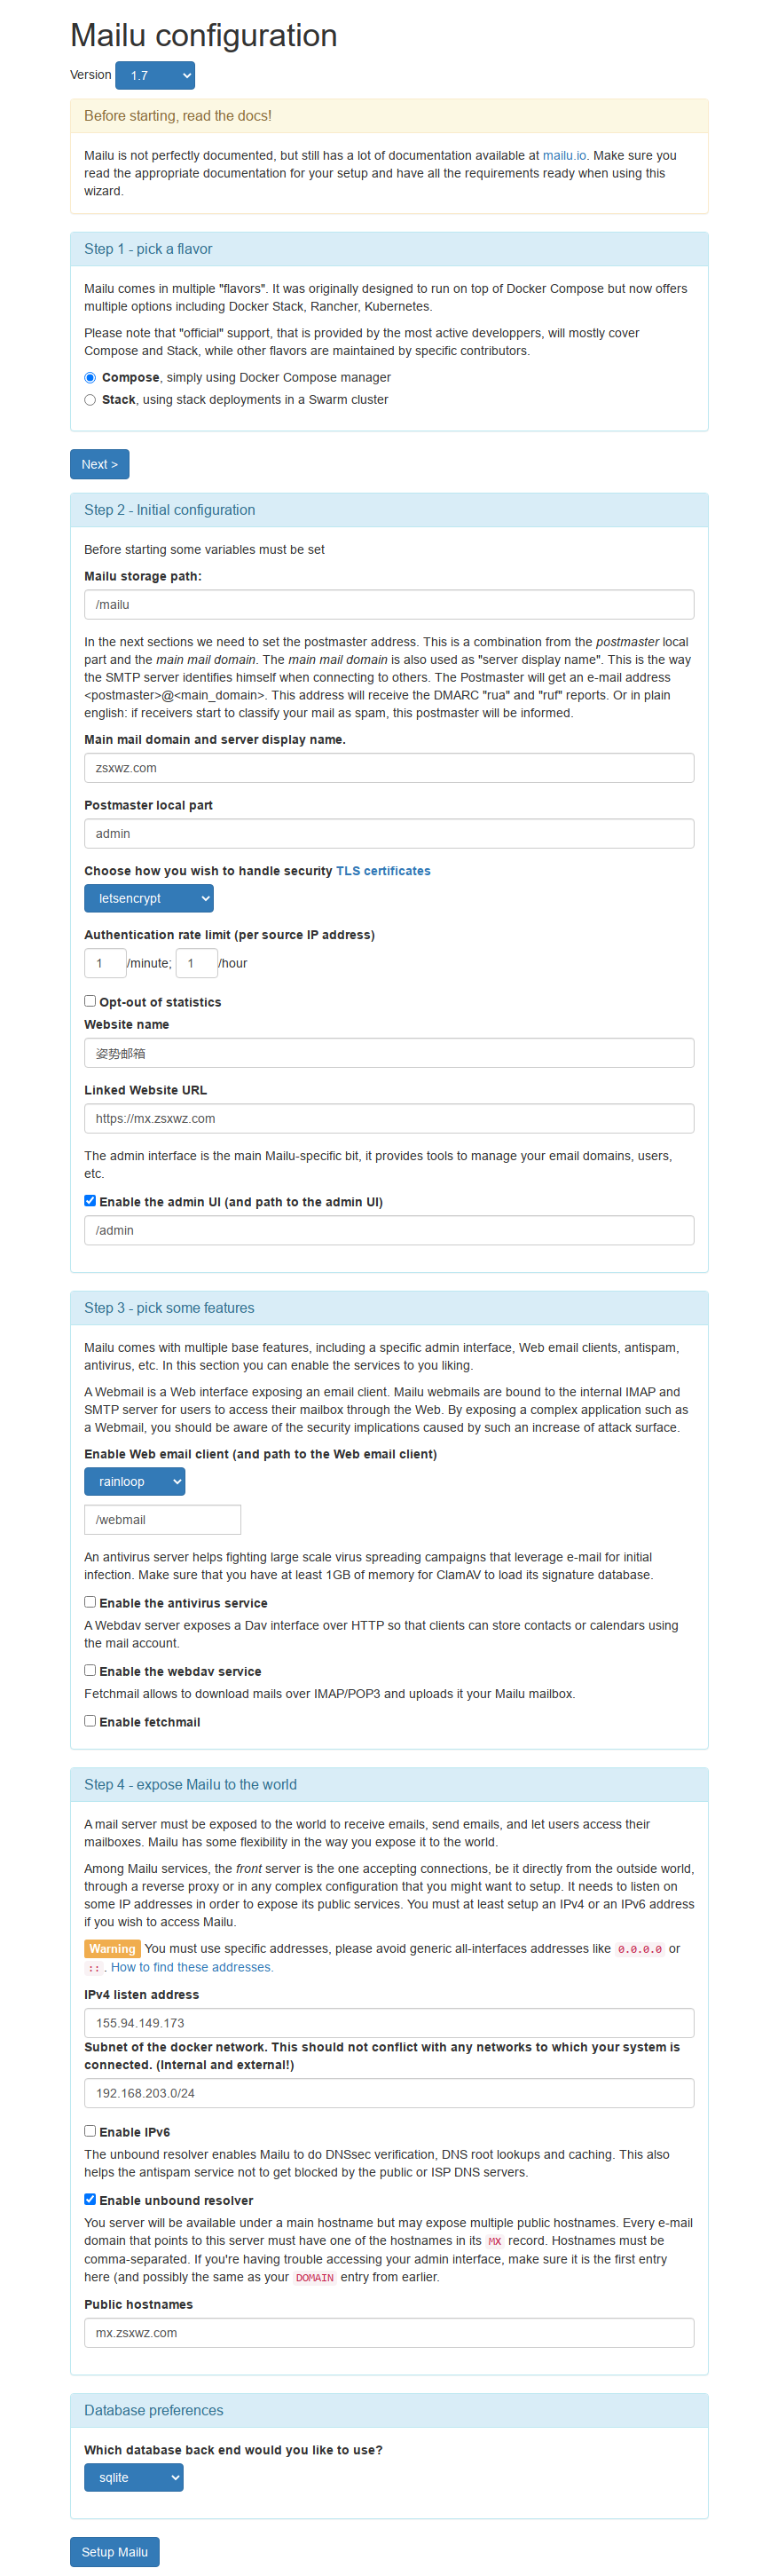 Mailu configuration
Version 1.7
Before starting, read the docs!
Mailu is not perfectly documented, but still has a lot of documentation available at mailu.io. Make sure you
read the appropriate documentation for your setup and have all the requirements ready when using this
wizard.
Step 1 - pick a flavor
Mailu comes in multiple "flavors". It was originally designed to run on top of Docker Compose but now offers
multiple options including Docker Stack, Rancher, Kubernetes.
Please note that "official" support, that is provided by the most active developpers, will mostly cover
Compose and Stack, while other flavors are maintained by specific contributors.
Compose, simply using Docker Compose manager
Stack, using stack deployments in a Swarm cluster
Next >
Step 2 - Initial configuration
Before starting some variables must be set
Mailu storage path:
/mailu
In the next sections we need to set the postmaster address. This is a combination from the postmaster local
part and the main mail domain. The main mail domain is also used as "server display name". This is the way
the SMTP server identifies himself when connecting to others. The Postmaster will get an e-mail address
<postmaster>@<main_domain>. This address will receive the DMARC "rua" and "ruf" reports. Or in plain
english: if receivers start to classify your mail as spam, this postmaster will be informed.
Main mail domain and server display name.
zsxwz.com
Postmaster local part
admin
Choose how you wish to handle security TLS certificates
letsencrypt
Authentication rate limit (per source IP address)
1 /minute; 1 /hour
Opt-out of statistics
Website name
姿势邮箱
Linked Website URL
https://mx.zsxwz.com
The admin interface is the main Mailu-specific bit, it provides tools to manage your email domains, users,
etc.
Enable the admin UI (and path to the admin UI)
/admin
Step 3 - pick some features
Mailu comes with multiple base features, including a specific admin interface, Web email clients, antispam,
antivirus, etc. In this section you can enable the services to you liking.
A Webmail is a Web interface exposing an email client. Mailu webmails are bound to the internal IMAP and
SMTP server for users to access their mailbox through the Web. By exposing a complex application such as
a Webmail, you should be aware of the security implications caused by such an increase of attack surface.
Enable Web email client (and path to the Web email client)
rainloop
/webmail
An antivirus server helps fighting large scale virus spreading campaigns that leverage e-mail for initial
infection. Make sure that you have at least 1GB of memory for ClamAV to load its signature database.
Enable the antivirus service
A Webdav server exposes a Dav interface over HTTP so that clients can store contacts or calendars using
the mail account.
Enable the webdav service
Fetchmail allows to download mails over IMAP/POP3 and uploads it your Mailu mailbox.
Enable fetchmail
Step 4 - expose Mailu to the world
A mail server must be exposed to the world to receive emails, send emails, and let users access their
mailboxes. Mailu has some flexibility in the way you expose it to the world.
Among Mailu services, the front server is the one accepting connections, be it directly from the outside world,
through a reverse proxy or in any complex configuration that you might want to setup. It needs to listen on
some IP addresses in order to expose its public services. You must at least setup an IPv4 or an IPv6 address
if you wish to access Mailu.
Warning You must use specific addresses, please avoid generic all-interfaces addresses like 0.0.0.0 or
::. How to find these addresses.
IPv4 listen address
155.94.149.173
Subnet of the docker network. This should not conflict with any networks to which your system is
connected. (Internal and external!)
192.168.203.0/24
Enable IPv6
The unbound resolver enables Mailu to do DNSsec verification, DNS root lookups and caching. This also
helps the antispam service not to get blocked by the public or ISP DNS servers.
Enable unbound resolver
You server will be available under a main hostname but may expose multiple public hostnames. Every e-mail
domain that points to this server must have one of the hostnames in its MX record. Hostnames must be
comma-separated. If you're having trouble accessing your admin interface, make sure it is the first entry
here (and possibly the same as your DOMAIN entry from earlier.
Public hostnames
mx.zsxwz.com
Database preferences
Which database back end would you like to use?
sqlite
Setup Mailu